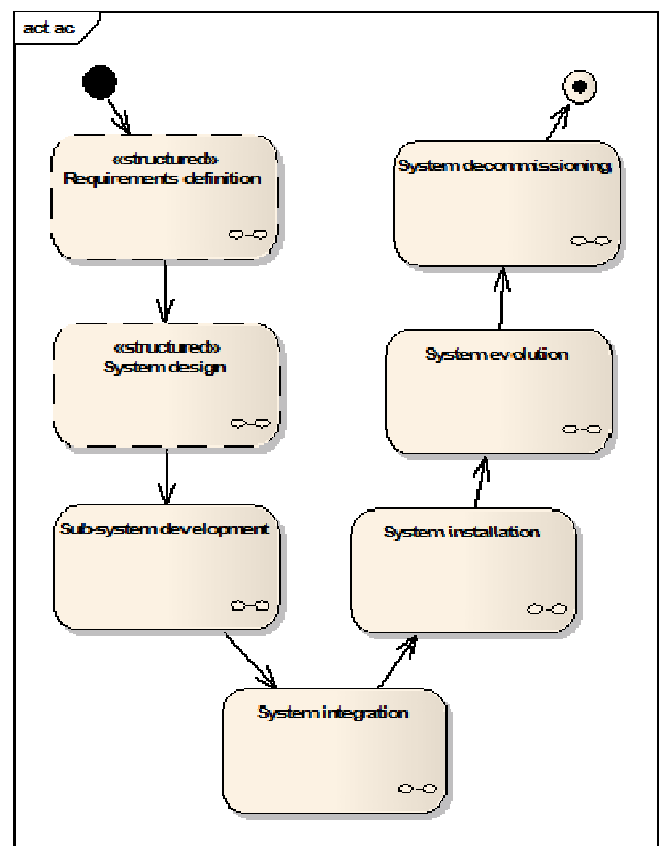 act ac
«structured»
Requirements definition
«structured»
System design
Sub-system development
System integration
System installation
System evolution
System decommissioning